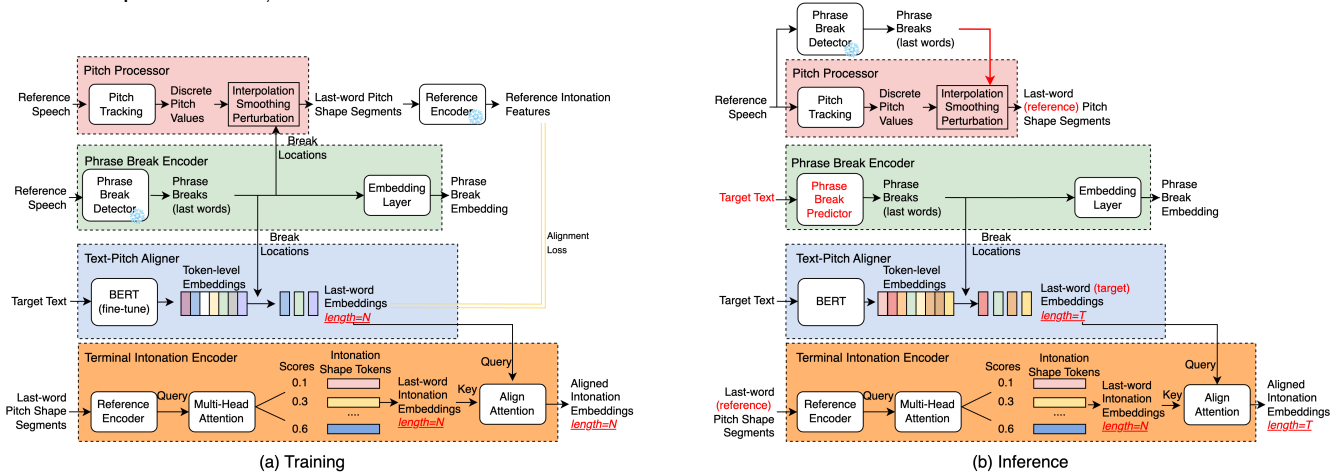 Pitch Processor
Reference
Speech
Pitch
Tracking
Discrete
Pitch
Values
Interpolation
Smoothing
Perturbation
Last-word Pitch
Shape Segments
Reference
Encoder
Reference Intonation
Features
Break
Locations
Phrase Break Encoder
Reference
Speech
Phrase
Break
Detector
Phrase
Breaks
(last words)
Embedding
Layer
Phrase
Break
Embedding
Break
Locations
Alignment
Loss
Text-Pitch Aligner
Target Text
BERT
(fine-tune)
Token-level
Embeddings
Last-word
Embeddings
length=N
Terminal Intonation Encoder
Last-word
Pitch Shape
Segments
Reference
Encoder
Query
Multi-Head
Attention
Scores
0.1
0.3
0.6
Intonation
Shape Tokens
....
Last-word
Intonation
Embeddings
length=N
Key
Query
Align
Attention
Aligned
Intonation
Embeddings
length=N
(a) Training
Phrase
Break
Detector
Phrase
Breaks
(last words)
Pitch Processor
Reference
Speech
Pitch
Tracking
Discrete
Pitch
Values
Interpolation
Smoothing
Perturbation
Last-word
(reference) Pitch
Shape Segments
Phrase Break Encoder
Target Text
Phrase
Break
Predictor
Phrase
Breaks
(last words)
Embedding
Layer
Phrase
Break
Embedding
Break
Locations
Text-Pitch Aligner
Target Text
BERT
Token-level
Embeddings
Last-word (target)
Embeddings
length=T
Terminal Intonation Encoder
Last-word
(reference)
Pitch Shape
Segments
Reference
Encoder
Query
Multi-Head
Attention
Scores
0.1
0.3
0.6
Intonation
Shape Tokens
....
Last-word
Intonation
Embeddings
length=N
Key
Query
Align
Attention
Aligned
Intonation
Embeddings
length=T
(b) Inference